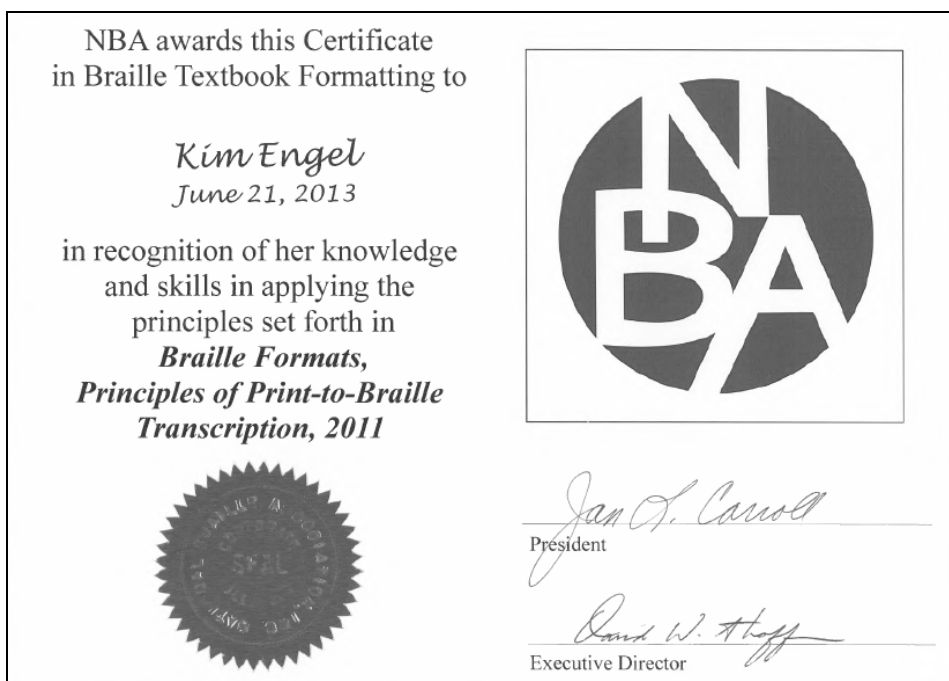 NBA awards this Certificate
in Braille Textbook Formatting to
Kim Engel
June 21, 2013
in recognition of her knowledge
and skills in applying the
principles set forth in
Braille Formats,
Principles of Print-to-Braille
Transcription, 2011
SEAL
NBA
Jan L. Carroll
President
David W.
Executive Director